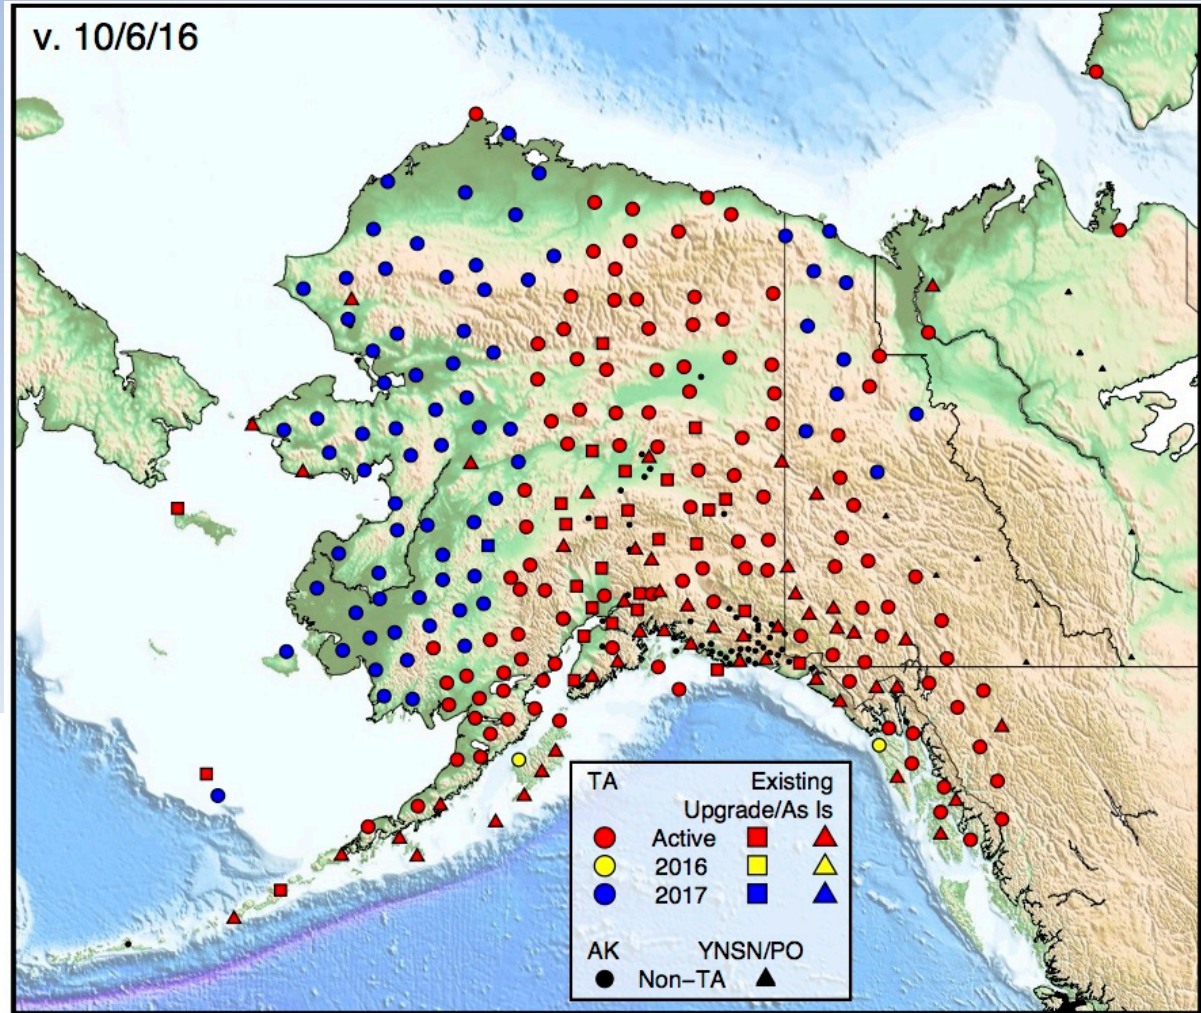 v. 10/6/16
TA Existing
Upgrade/As Is
Active
2016
2017
AK YNSN/PO
Non-TA